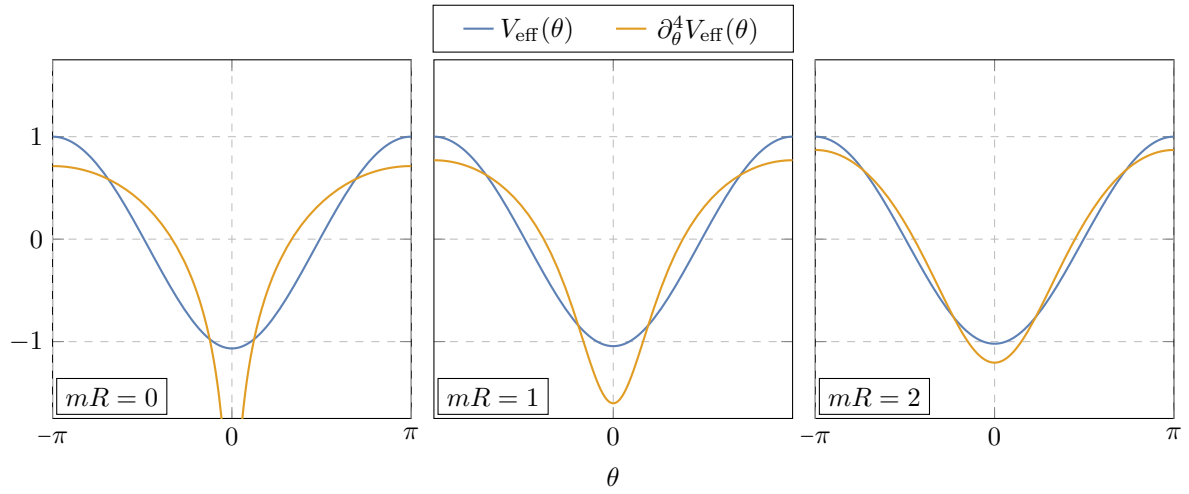 V_eff(θ) ∂_θ^4 V_eff(θ)
1
0
−1
mR = 0 mR = 1 mR = 2
−π 0 π 0 −π 0 π
θ